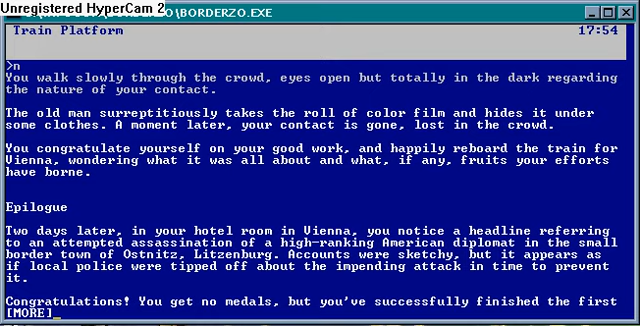 Unregistered HyperCam 2
\BORDERZO.EXE
Train Platform 17:54
>n
You walk slowly through the crowd, eyes open but totally in the dark regarding
the nature of your contact.
The old man surreptitiously takes the roll of color film and hides it under
some clothes. A moment later, your contact is gone, lost in the crowd.
You congratulate yourself on your good work, and happily reboard the train for
Vienna, wondering what it was all about and what, if any, fruits your efforts
have borne.
Epilogue
Two days later, in your hotel room in Vienna, you notice a headline referring
to an attempted assassination of a high-ranking American diplomat in the small
border town of Ostnitz, Litzenburg. Accounts were sketchy, but it appears as
if local police were tipped off about the impending attack in time to prevent
it.
Congratulations! You get no medals, but you've successfully finished the first
[MORE]_